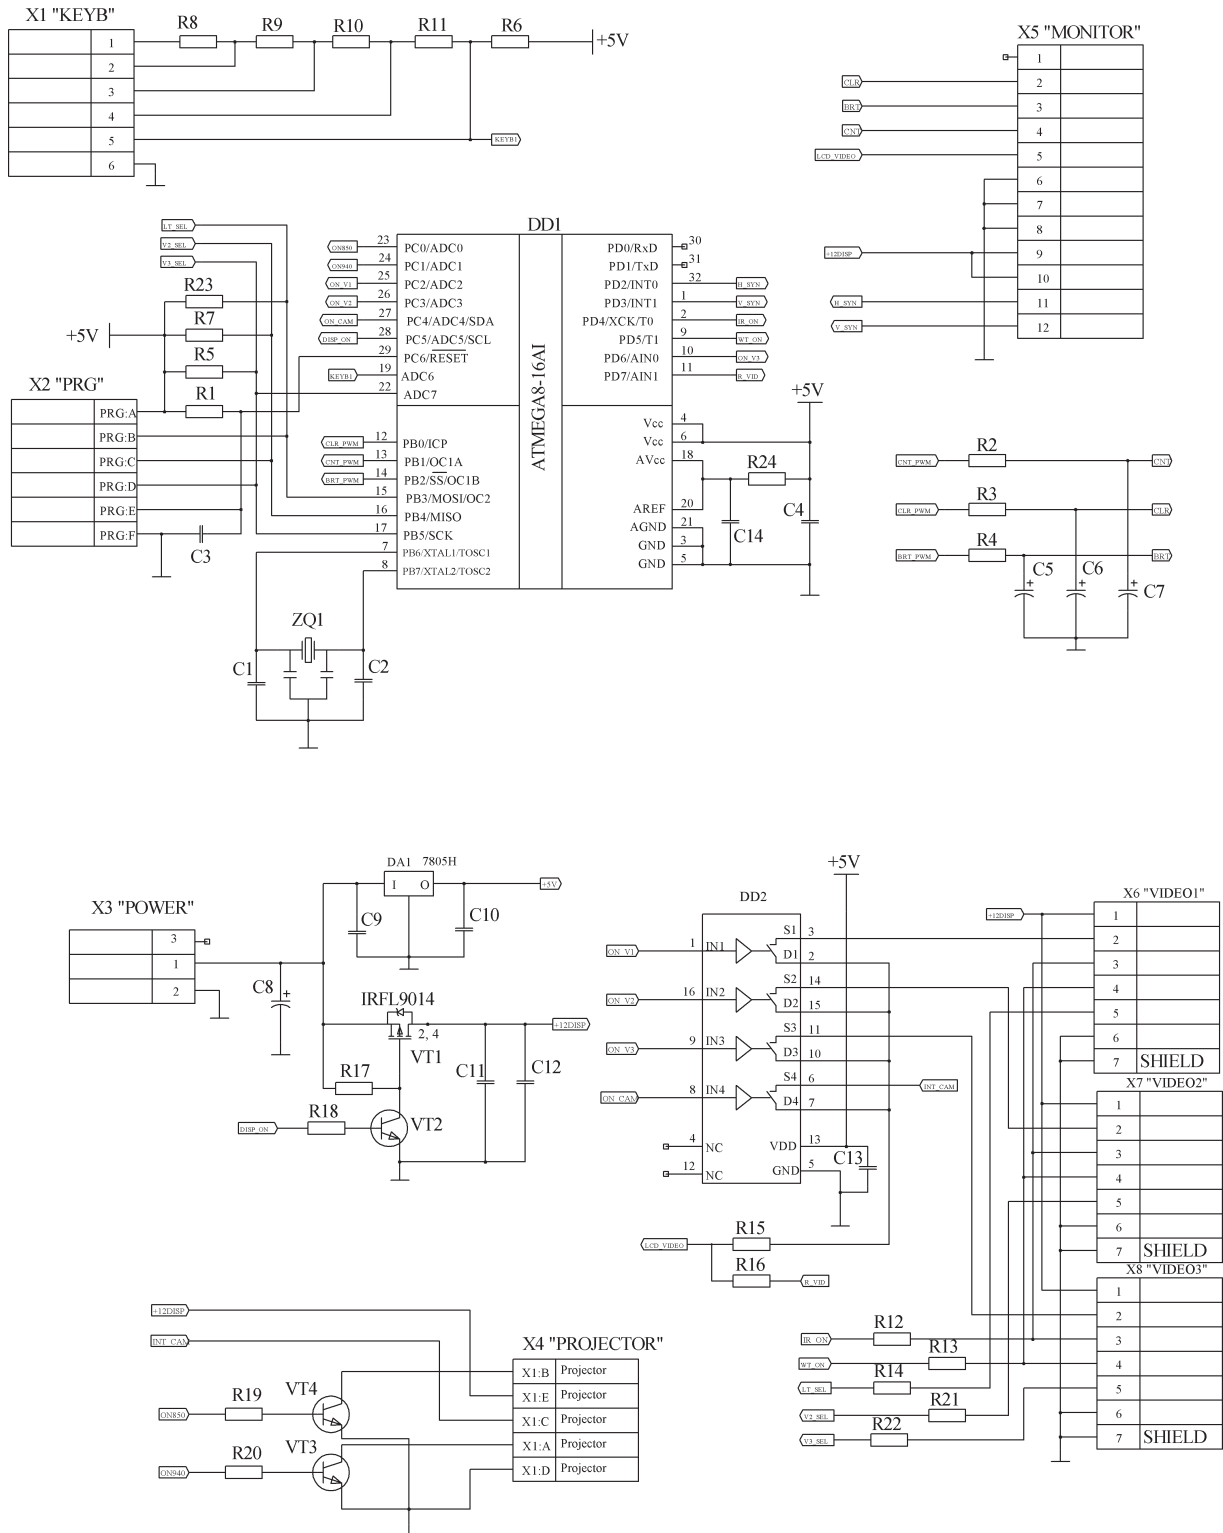 X1 "KEYB"
R8
R9
R10
R11
R6
+5V
1
2
3
4
5
6
KEYB1
X5 "MONITOR"
1
CLR 2
BRT 3
CNT 4
LCD_VIDEO 5
6
7
8
+12DISP 9
10
H_SYN 11
V_SYN 12
LT_SEL
V2_SEL
V3_SEL
R23
+5V
R7
R5
R1
X2 "PRG"
PRG:A
PRG:B
PRG:C
PRG:D
PRG:E
PRG:F
C3
DD1
ATMEGA8-16AI
ON850 23 PC0/ADC0
ON940 24 PC1/ADC1
ON_V1 25 PC2/ADC2
ON_V2 26 PC3/ADC3
ON_CAM 27 PC4/ADC4/SDA
DISP_ON 28 PC5/ADC5/SCL
29 PC6/RESET
KEYB1 19 ADC6
22 ADC7
CLR_PWM 12 PB0/ICP
CNT_PWM 13 PB1/OC1A
BRT_PWM 14 PB2/SS/OC1B
15 PB3/MOSI/OC2
16 PB4/MISO
17 PB5/SCK
7 PB6/XTAL1/TOSC1
8 PB7/XTAL2/TOSC2
PD0/RxD 30
PD1/TxD 31
PD2/INT0 32 H_SYN
PD3/INT1 1 V_SYN
PD4/XCK/T0 2 IR_ON
PD5/T1 9 WT_ON
PD6/AIN0 10 ON_V3
PD7/AIN1 11 R_VID
Vcc 4
Vcc 6
AVcc 18
AREF 20
AGND 21
GND 3
GND 5
+5V
R24
C14
C4
ZQ1
C1
C2
CNT_PWM R2 CNT
CLR_PWM R3 CLR
BRT_PWM R4 BRT
C5 +
C6 +
C7 +
X3 "POWER"
3
1
2
C8 +
DA1 7805H
I O
C9
C10
+5V
IRFL9014
2, 4
VT1
+12DISP
C11
C12
R17
DISP_ON R18
VT2
+5V
DD2
ON_V1 1 IN1 S1 3
D1 2
ON_V2 16 IN2 S2 14
D2 15
ON_V3 9 IN3 S3 11
D3 10
ON_CAM 8 IN4 S4 6 INT_CAM
D4 7
4 NC VDD 13
12 NC GND 5
C13
LCD_VIDEO R15
R16 R_VID
X6 "VIDEO1"
+12DISP 1
2
3
4
5
6
7 SHIELD
X7 "VIDEO2"
1
2
3
4
5
6
7 SHIELD
X8 "VIDEO3"
1
2
3
4
5
6
7 SHIELD
IR_ON R12
WT_ON R13
LT_SEL R14
V2_SEL R21
V3_SEL R22
+12DISP
INT_CAM
X4 "PROJECTOR"
X1:B Projector
X1:E Projector
X1:C Projector
X1:A Projector
X1:D Projector
ON850 R19 VT4
ON940 R20 VT3